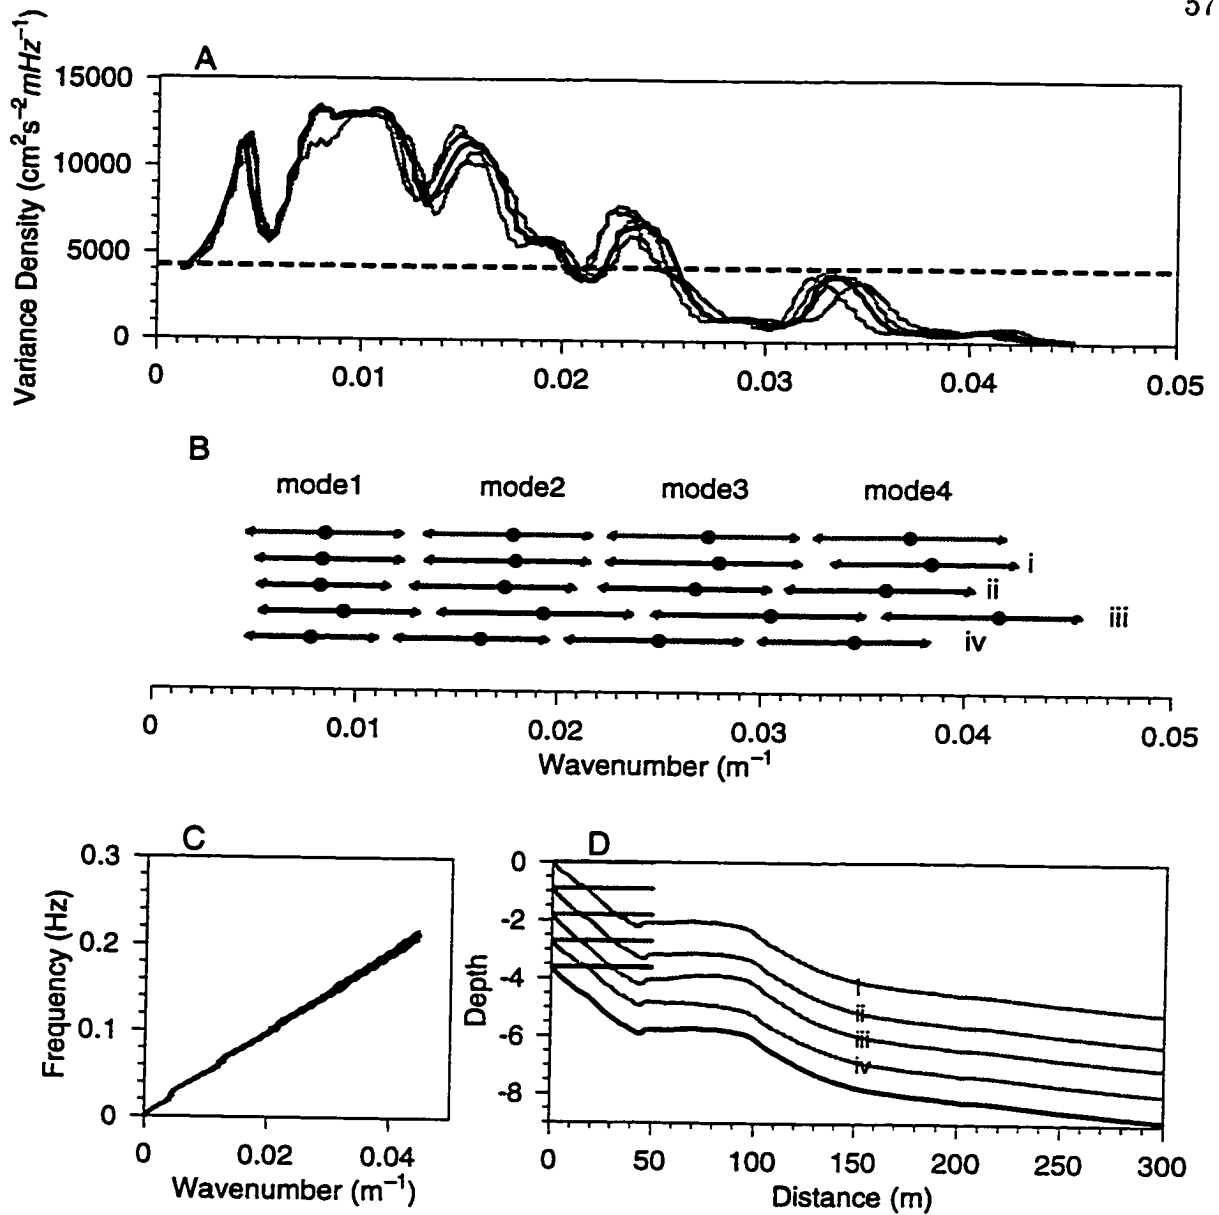 57
A
Variance Density (cm²s⁻²mHz⁻¹)
15000
10000
5000
0
0 0.01 0.02 0.03 0.04 0.05
B
mode1 mode2 mode3 mode4
i
ii
iii
iv
0 0.01 0.02 0.03 0.04 0.05
Wavenumber (m⁻¹
C
Frequency (Hz)
0.3
0.2
0.1
0
0 0.02 0.04
Wavenumber (m⁻¹)
D
Depth
0
-2
-4
-6
-8
i
ii
iii
iv
0 50 100 150 200 250 300
Distance (m)